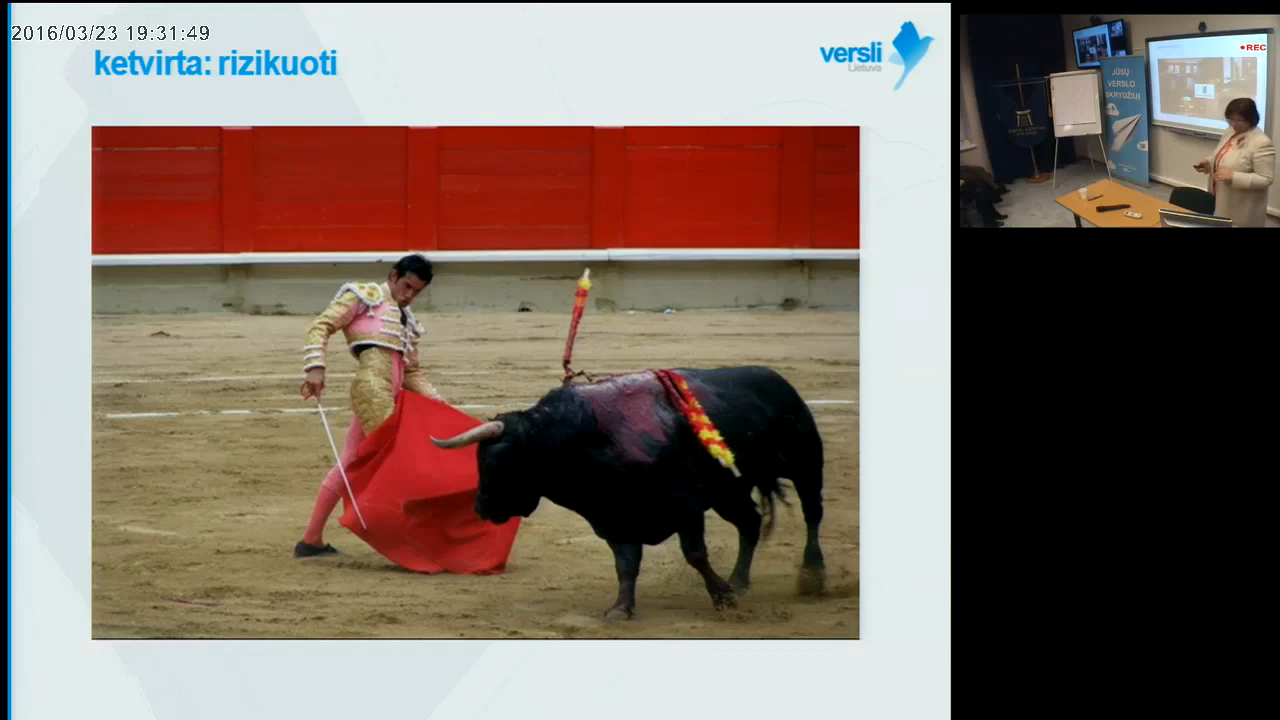 2016/03/23 19:31:49
ketvirta: rizikuoti
versli
Lietuva
REC
JŪSŲ
VERSLO
SKRYDŽIUI